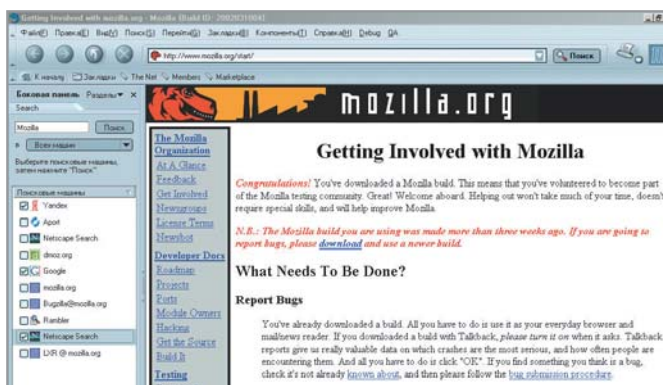 Getting Involved with mozilla.org - Mozilla {Build ID: 2002031004}
Файл(F) Правка(E) Вид(V) Поиск(S) Перейти(G) Закладки(B) Компоненты(T) Справка(H) Debug QA
http://www.mozilla.org/start/
Поиск
К началу Закладки The Net Members Marketplace
Боковая панель Разделы
Search
Mozilla Поиск
Всех машин
Выберите поисковые машины, затем нажмите "Поиск".
Поисковые машины
Yandex
Aport
Netscape Search
dmoz.org
Google
mozilla.org
Bugzilla@mozilla.org
Rambler
Netscape Search
LXR @ mozilla.org
mozilla.org
The Mozilla
Organization
At A Glance
Feedback
Get Involved
Newsgroups
License Terms
Newsbot
Developer Docs
Roadmap
Projects
Ports
Module Owners
Hacking
Get the Source
Build It
Testing
Getting Involved with Mozilla
Congratulations! You've downloaded a Mozilla build. This means that you've volunteered to become part
of the Mozilla testing community. Great! Welcome aboard. Helping out won't take much of your time, doesn't
require special skills, and will help improve Mozilla.
N.B.: The Mozilla build you are using was made more than three weeks ago. If you are going to
report bugs, please download and use a newer build.
What Needs To Be Done?
Report Bugs
You've already downloaded a build. All you have to do is use it as your everyday browser and
mail/news reader. If you downloaded a build with Talkback, please turn it on when it asks. Talkback
reports give us really valuable data on which crashes are the most serious, and how often people are
encountering them. And all you have to do is click "OK". If you find something you think is a bug,
check it's not already known about, and then please follow the bug submission procedure.